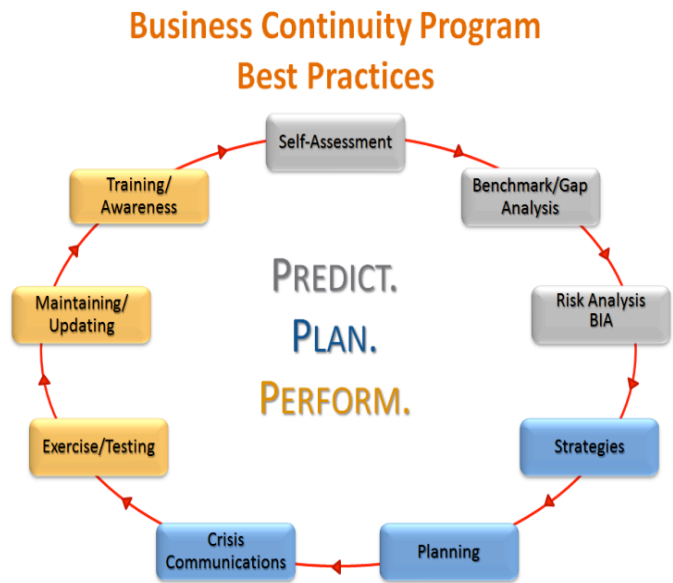 Business Continuity Program
Best Practices
Self-Assessment
Benchmark/Gap
Analysis
Risk Analysis
BIA
Strategies
Planning
Crisis
Communications
Exercise/Testing
Maintaining/
Updating
Training/
Awareness
PREDICT.
PLAN.
PERFORM.